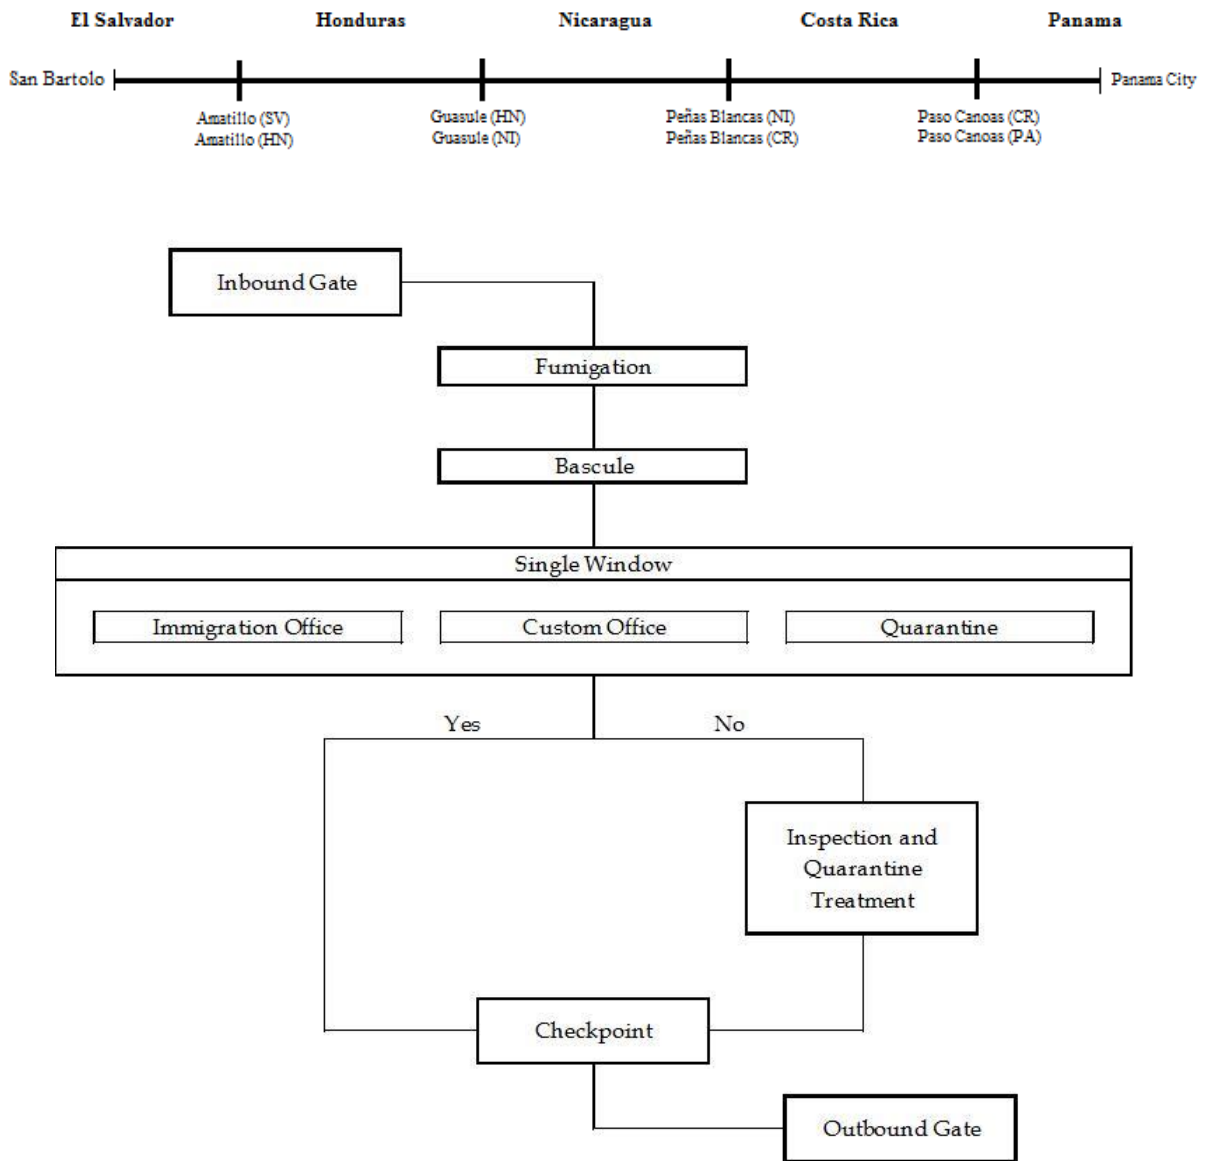 El Salvador Honduras Nicaragua Costa Rica Panama
San Bartolo Panama City
Amatillo (SV) Guasule (HN) Peñas Blancas (NI) Paso Canoas (CR)
Amatillo (HN) Guasule (NI) Peñas Blancas (CR) Paso Canoas (PA)
Inbound Gate
Fumigation
Bascule
Single Window
Immigration Office Custom Office Quarantine
Yes No
Inspection and
Quarantine
Treatment
Checkpoint
Outbound Gate